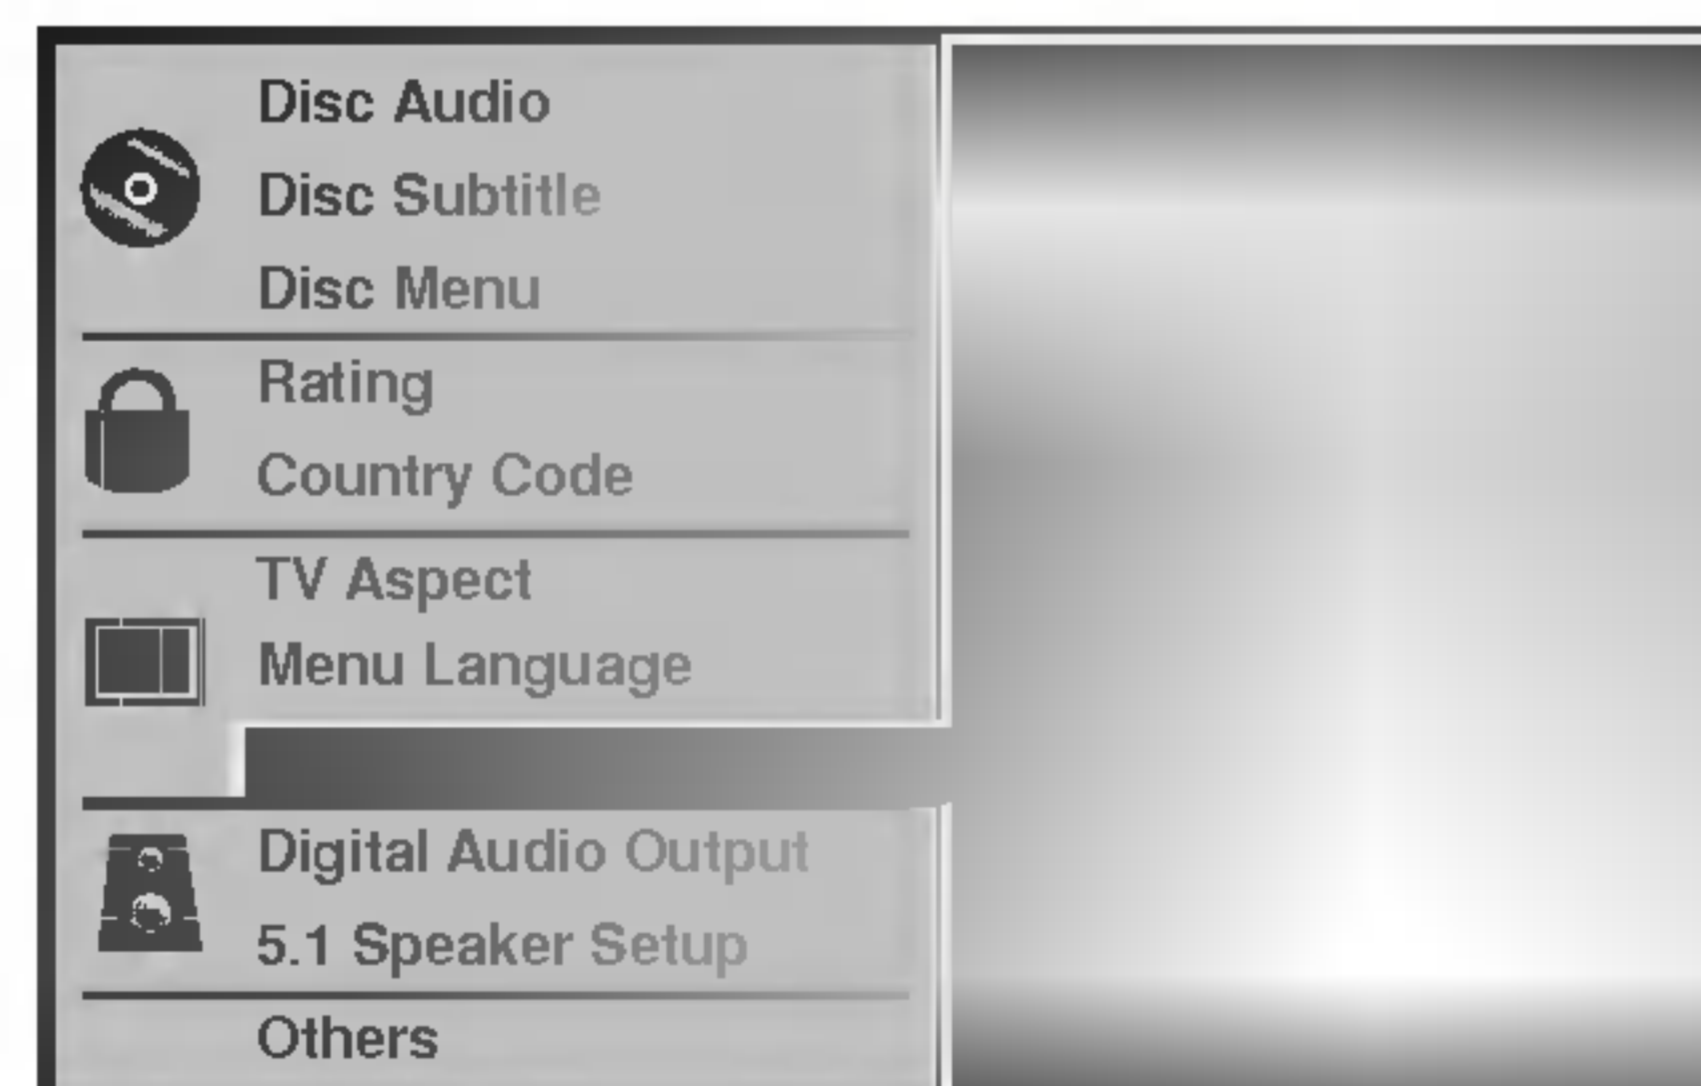 Disc Audio
Disc Subtitle
Disc Menu
Rating
Country Code
TV Aspect
Menu Language
Digital Audio Output
5.1 Speaker Setup
Others